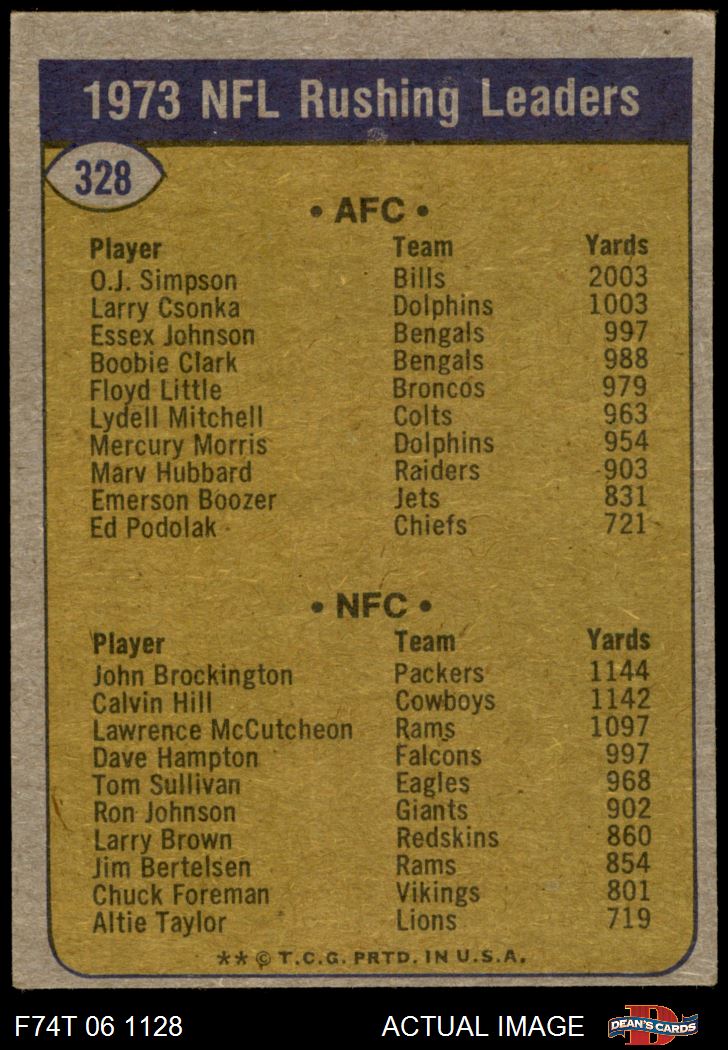 1973 NFL Rushing Leaders
328
• AFC •
Player Team Yards
O.J. Simpson Bills 2003
Larry Csonka Dolphins 1003
Essex Johnson Bengals 997
Boobie Clark Bengals 988
Floyd Little Broncos 979
Lydell Mitchell Colts 963
Mercury Morris Dolphins 954
Marv Hubbard Raiders 903
Emerson Boozer Jets 831
Ed Podolak Chiefs 721
• NFC •
Player Team Yards
John Brockington Packers 1144
Calvin Hill Cowboys 1142
Lawrence McCutcheon Rams 1097
Dave Hampton Falcons 997
Tom Sullivan Eagles 968
Ron Johnson Giants 902
Larry Brown Redskins 860
Jim Bertelsen Rams 854
Chuck Foreman Vikings 801
Altie Taylor Lions 719
** © T.C.G. PRTD. IN U.S.A.
F74T 06 1128 ACTUAL IMAGE D DEAN'S CARDS